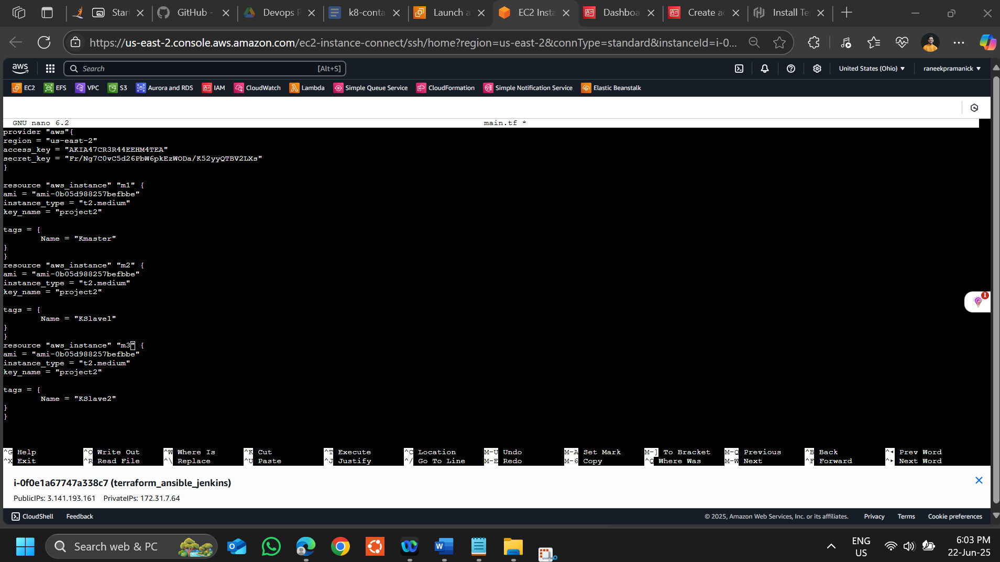 Star
GitHub -
Devops P
k8-conta
Launch a
EC2 Insta
Dashboa
Create ac
Install Te
https://us-east-2.console.aws.amazon.com/ec2-instance-connect/ssh/home?region=us-east-2&connType=standard&instanceId=i-0...
aws
Search [Alt+S]
United States (Ohio)
raneekpramanick
EC2 EFS VPC S3 Aurora and RDS IAM CloudWatch Lambda Simple Queue Service CloudFormation Simple Notification Service Elastic Beanstalk
GNU nano 6.2 main.tf *
provider "aws"{
region = "us-east-2"
access_key = "AKIA47CR3R44EEHM4TEA"
secret_key = "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"
}
resource "aws_instance" "m1" {
ami = "ami-0b05d988257befbbe"
instance_type = "t2.medium"
key_name = "project2"
tags = {
Name = "Kmaster"
}
}
resource "aws_instance" "m2" {
ami = "ami-0b05d988257befbbe"
instance_type = "t2.medium"
key_name = "project2"
tags = {
Name = "KSlave1"
}
}
resource "aws_instance" "m3" {
ami = "ami-0b05d988257befbbe"
instance_type = "t2.medium"
key_name = "project2"
tags = {
Name = "KSlave2"
}
}
1
^G Help ^O Write Out ^W Where Is ^K Cut ^T Execute ^C Location M-U Undo M-A Set Mark M-] To Bracket M-Q Previous ^B Back ^◂ Prev Word
^X Exit ^R Read File ^\ Replace ^U Paste ^J Justify ^/ Go To Line M-E Redo M-6 Copy ^Q Where Was M-W Next ^F Forward ^▸ Next Word
i-0f0e1a67747a338c7 (terraform_ansible_jenkins)
PublicIPs: 3.141.193.161 PrivateIPs: 172.31.7.64
CloudShell Feedback © 2025, Amazon Web Services, Inc. or its affiliates. Privacy Terms Cookie preferences
Search web & PC
ENG
US
6:03 PM
22-Jun-25